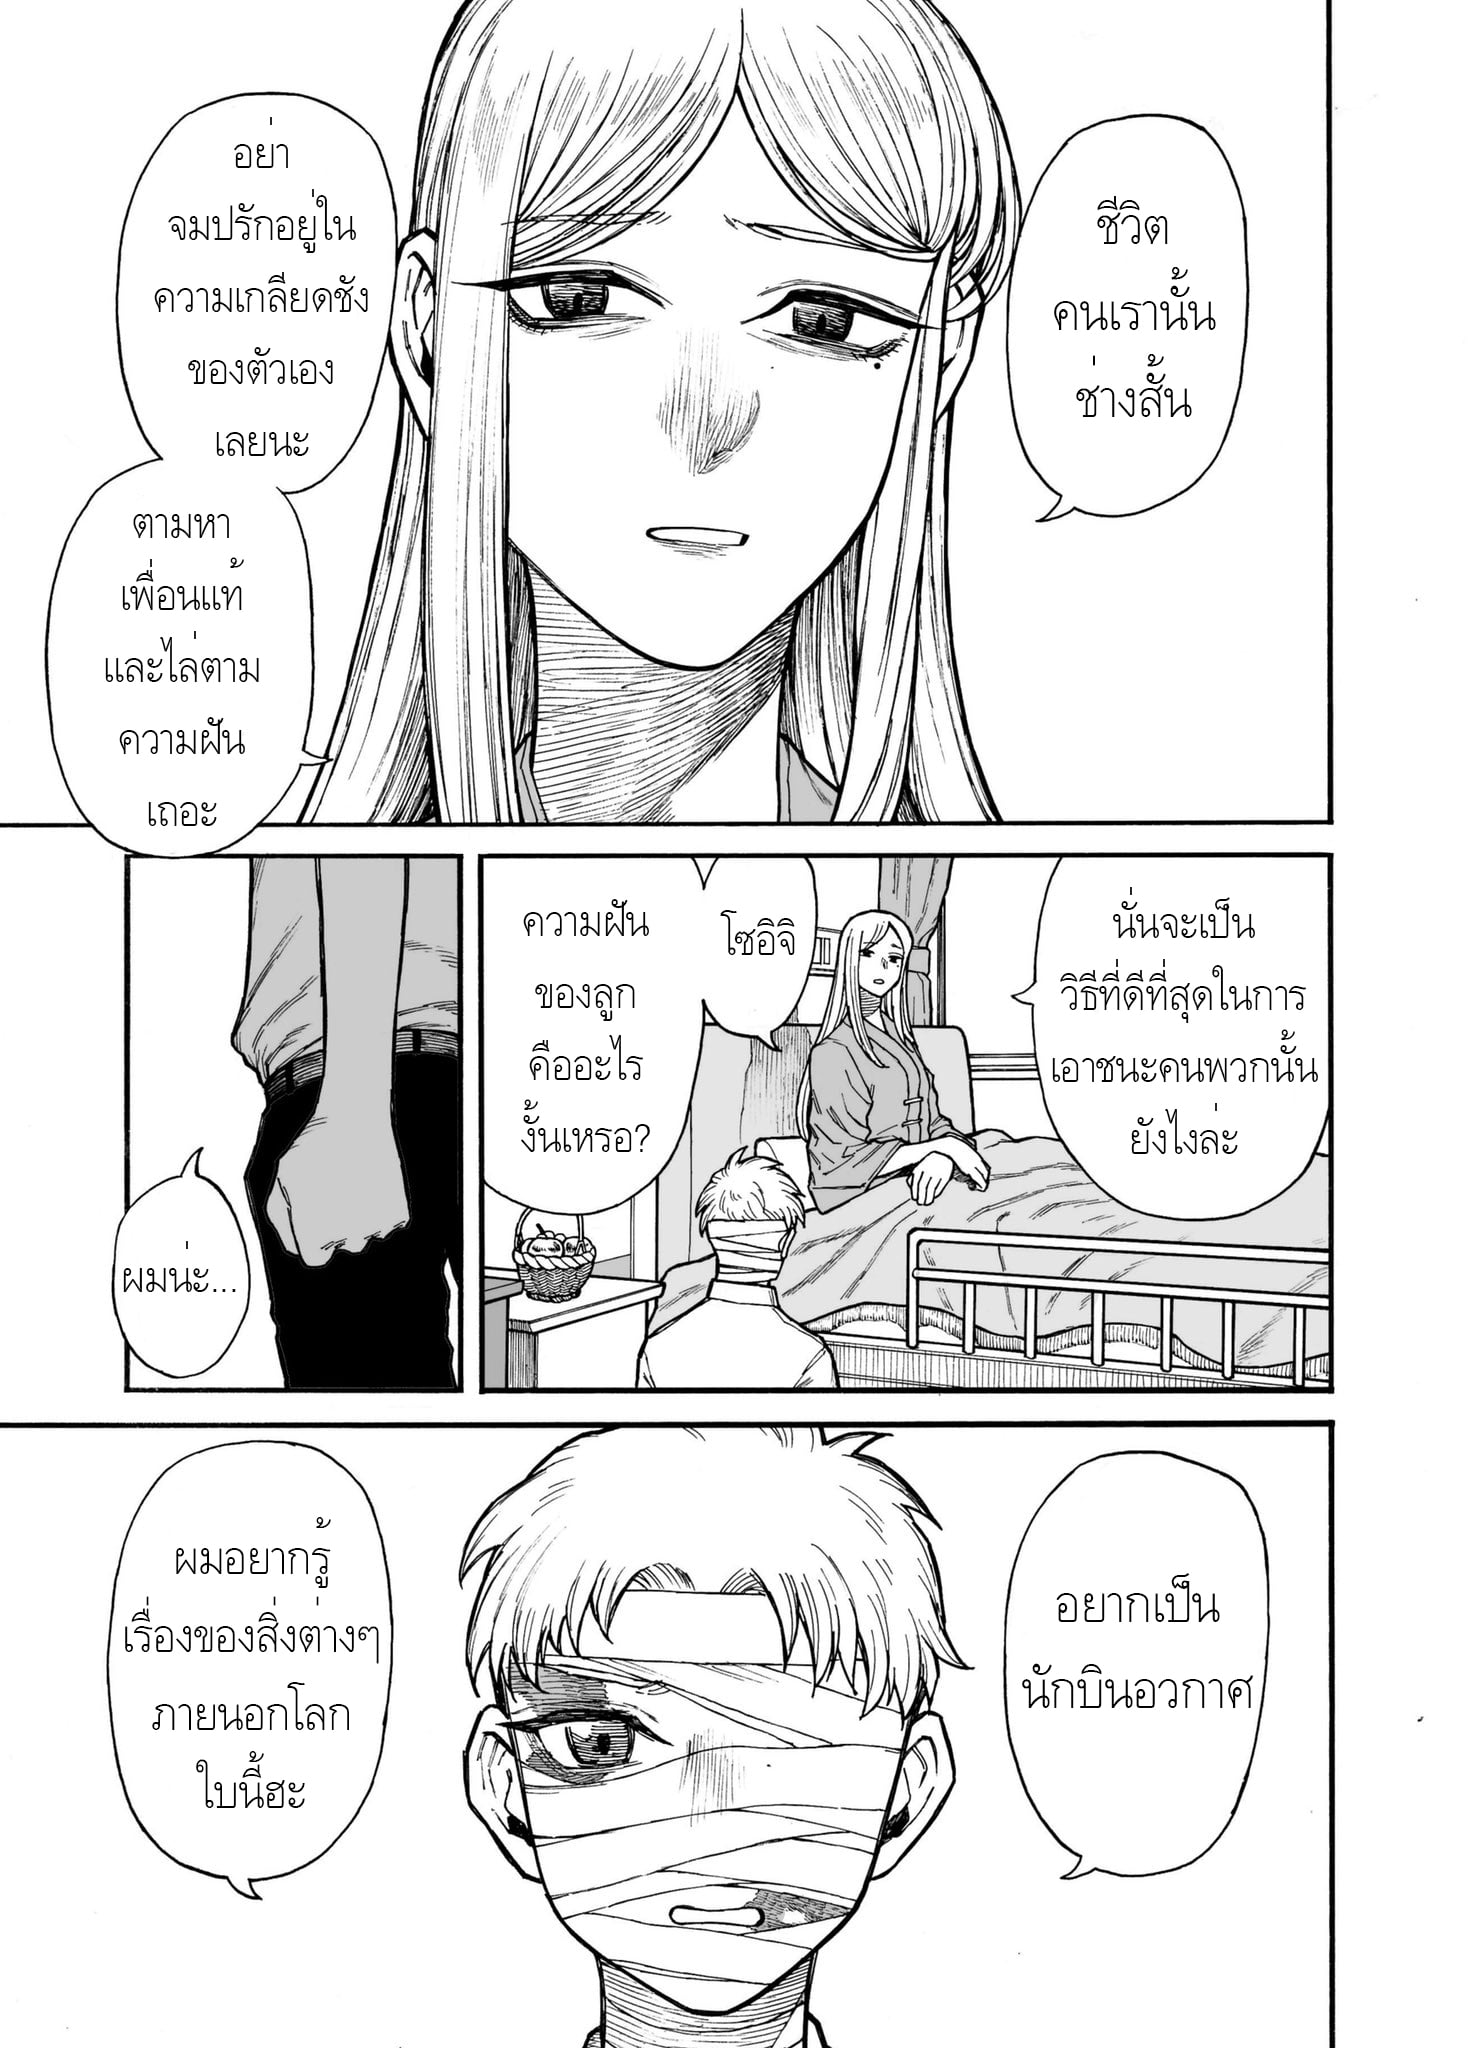 ชีวิต
คนเรานั้น
ช่างสั้น
อย่า
จมปรักอยู่ใน
ความเกลียดชัง
ของตัวเอง
เลยนะ
ตามหา
เพื่อนแท้
และไล่ตาม
ความฝัน
เถอะ
นั่นจะเป็น
วิธีที่ดีที่สุดในการ
เอาชนะคนพวกนั้น
ยังไงล่ะ
โซอิจิ
ความฝัน
ของลูก
คืออะไร
งั้นเหรอ?
ผมน่ะ...
อยากเป็น
นักบินอวกาศ
ผมอยากรู้
เรื่องของสิ่งต่างๆ
ภายนอกโลก
ใบนี้ฮะ